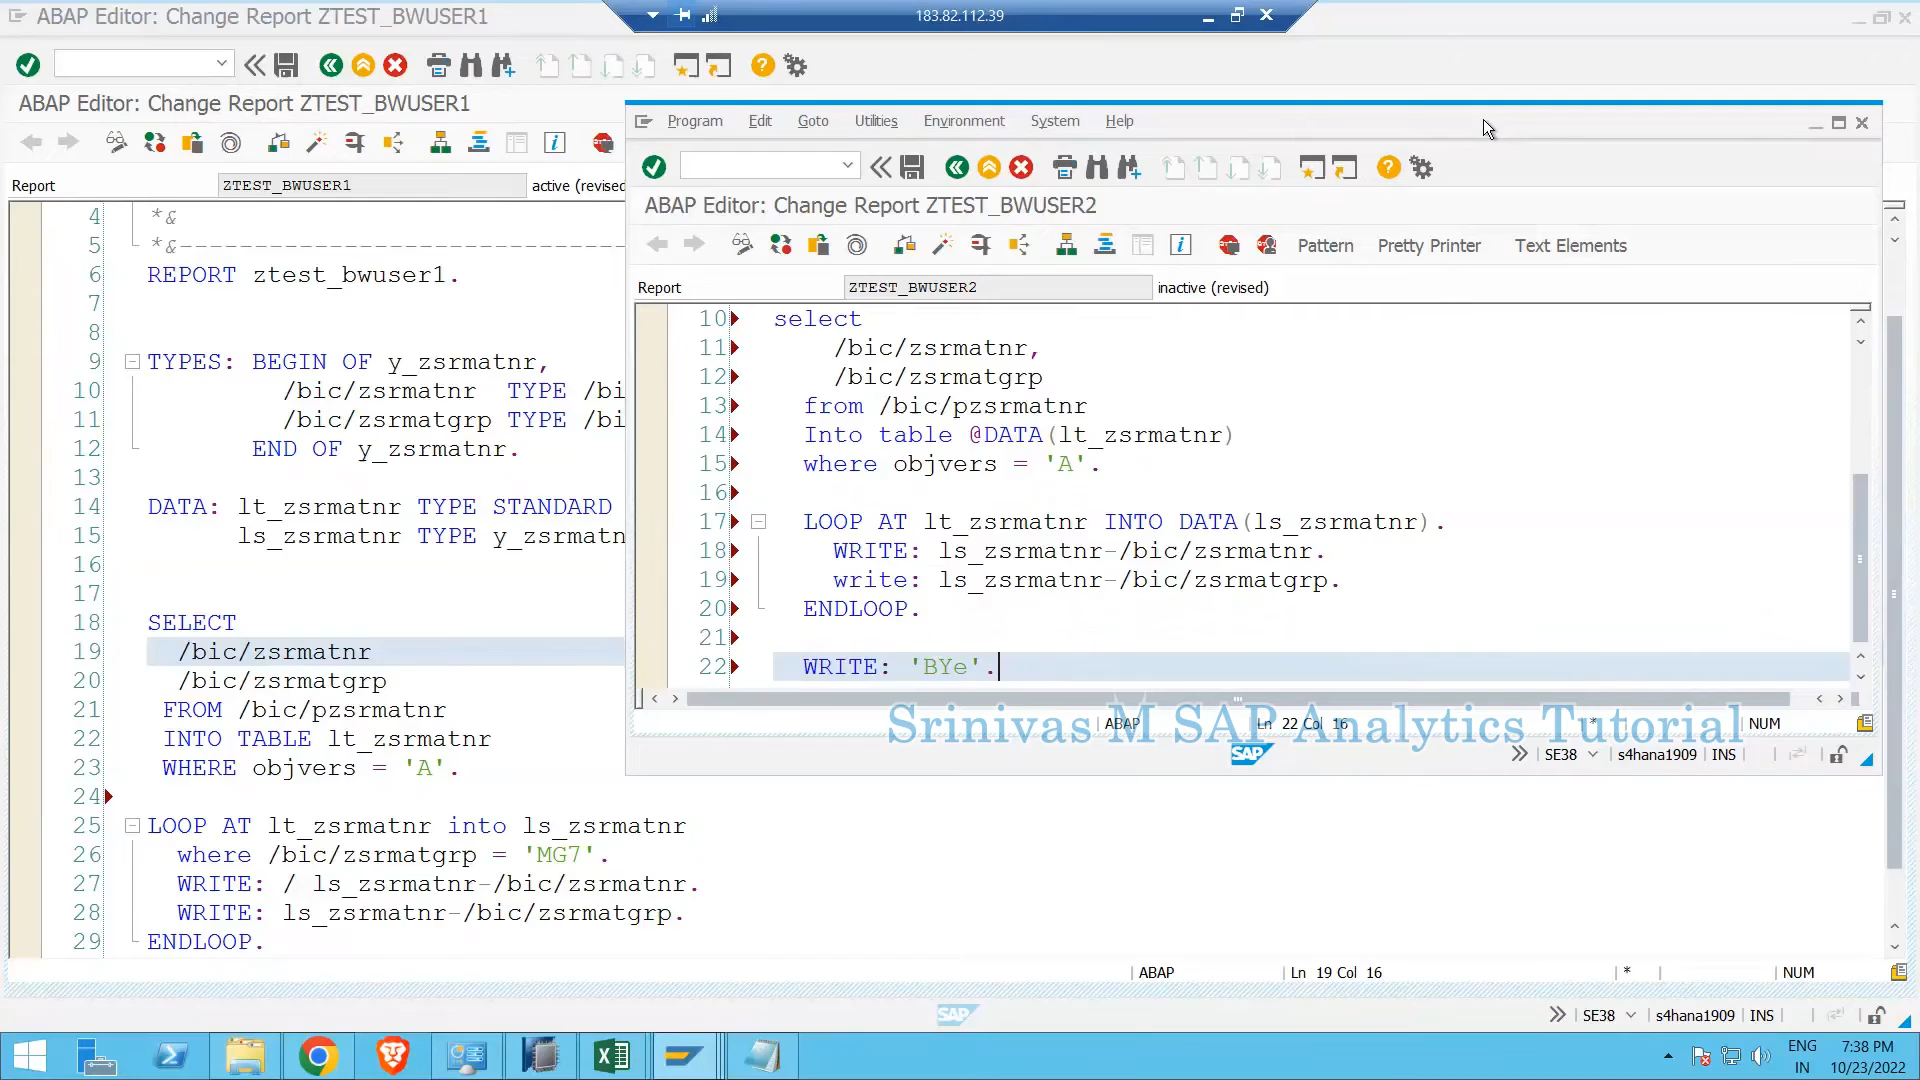 ABAP Editor: Change Report ZTEST_BWUSER1
183.82.112.39
ABAP Editor: Change Report ZTEST_BWUSER1
Report ZTEST_BWUSER1 active (revised
4 *&
5 *&--------------------------------
6 REPORT ztest_bwuser1.
7
8
9 TYPES: BEGIN OF y_zsrmatnr,
10 /bic/zsrmatnr TYPE /bi
11 /bic/zsrmatgrp TYPE /bi
12 END OF y_zsrmatnr.
13
14 DATA: lt_zsrmatnr TYPE STANDARD
15 ls_zsrmatnr TYPE y_zsrmatn
16
17
18 SELECT
19 /bic/zsrmatnr
20 /bic/zsrmatgrp
21 FROM /bic/pzsrmatnr
22 INTO TABLE lt_zsrmatnr
23 WHERE objvers = 'A'.
24
25 LOOP AT lt_zsrmatnr into ls_zsrmatnr
26 where /bic/zsrmatgrp = 'MG7'.
27 WRITE: / ls_zsrmatnr-/bic/zsrmatnr.
28 WRITE: ls_zsrmatnr-/bic/zsrmatgrp.
29 ENDLOOP.
ABAP Ln 19 Col 16 * NUM
SAP
SE38 s4hana1909 INS
Program Edit Goto Utilities Environment System Help
ABAP Editor: Change Report ZTEST_BWUSER2
Pattern Pretty Printer Text Elements
Report ZTEST_BWUSER2 inactive (revised)
10 select
11 /bic/zsrmatnr,
12 /bic/zsrmatgrp
13 from /bic/pzsrmatnr
14 Into table @DATA(lt_zsrmatnr)
15 where objvers = 'A'.
16
17 LOOP AT lt_zsrmatnr INTO DATA(ls_zsrmatnr).
18 WRITE: ls_zsrmatnr-/bic/zsrmatnr.
19 write: ls_zsrmatnr-/bic/zsrmatgrp.
20 ENDLOOP.
21
22 WRITE: 'BYe'.
ABAP Ln 22 Col 16 * NUM
Srinivas M SAP Analytics Tutorial
SAP
SE38 s4hana1909 INS
ENG 7:38 PM
IN 10/23/2022